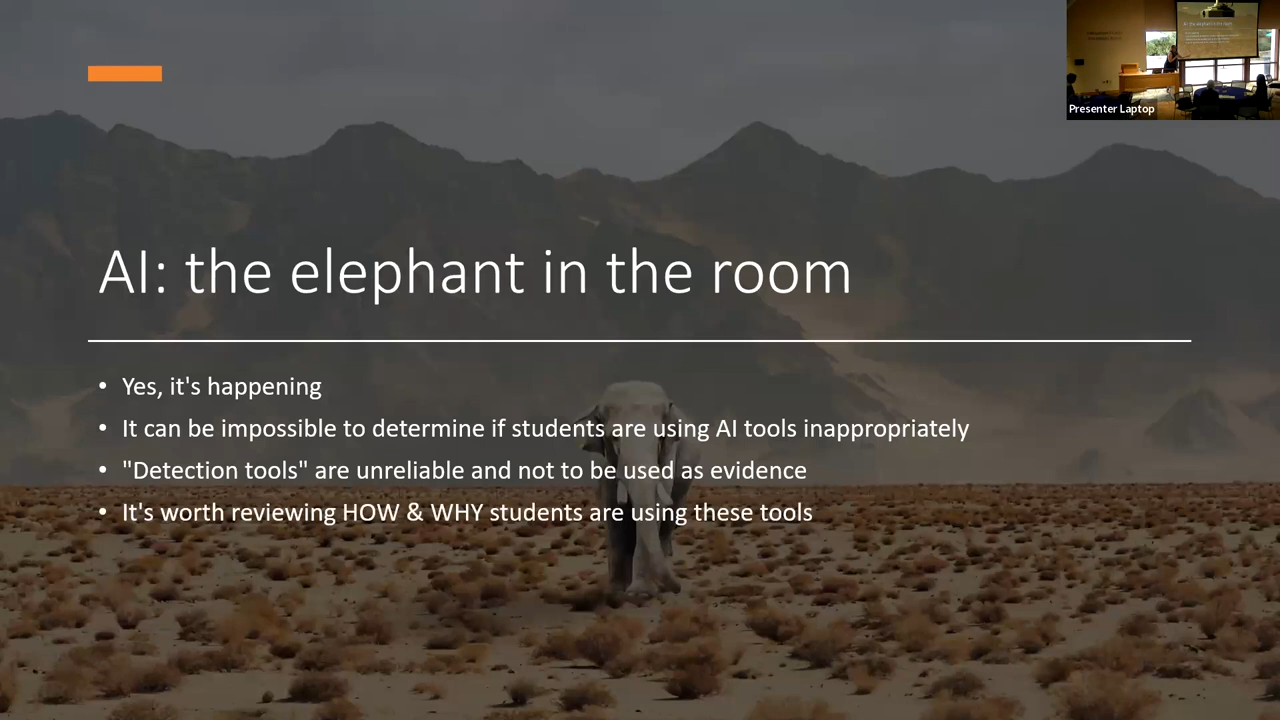 Presenter Laptop
AI: the elephant in the room
• Yes, it's happening
• It can be impossible to determine if students are using AI tools inappropriately
• "Detection tools" are unreliable and not to be used as evidence
• It's worth reviewing HOW & WHY students are using these tools